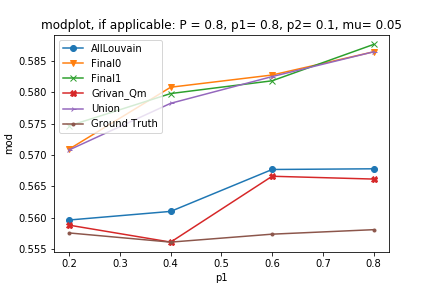 modplot, if applicable: P = 0.8, p1= 0.8, p2= 0.1, mu= 0.05
AllLouvain
Final0
Final1
Grivan_Qm
Union
Ground Truth
0.585
0.580
0.575
0.570
0.565
0.560
0.555
mod
0.2 0.3 0.4 0.5 0.6 0.7 0.8
p1